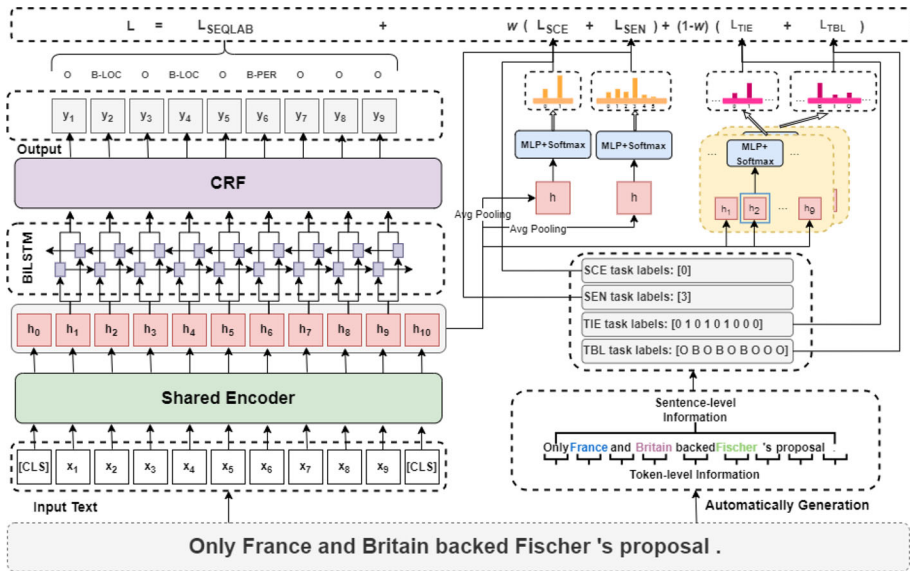 L = L_SEQLAB + w ( L_SCE + L_SEN ) + (1-w) ( L_TIE + L_TBL )
O B-LOC O B-LOC O B-PER O O O
y1 y2 y3 y4 y5 y6 y7 y8 y9
Output
CRF
BILSTM
h0 h1 h2 h3 h4 h5 h6 h7 h8 h9 h10
Shared Encoder
[CLS] x1 x2 x3 x4 x5 x6 x7 x8 x9 [CLS]
Input Text
MLP+Softmax
MLP+Softmax
... MLP+ ...
Softmax
h
h
Avg Pooling
Avg Pooling
h1 h2 ... h9
SCE task labels: [0]
SEN task labels: [3]
TIE task labels: [0 1 0 1 0 1 0 0 0]
TBL task labels: [O B O B O B O O O]
Sentence-level
Information
Only France and Britain backed Fischer 's proposal .
Token-level Information
Automatically Generation
Only France and Britain backed Fischer 's proposal .